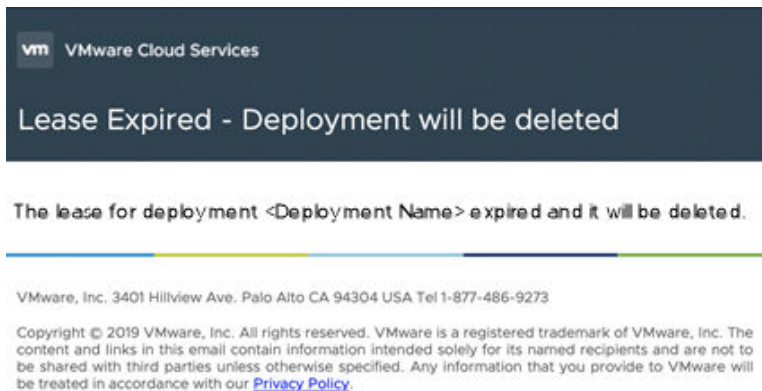 vm VMware Cloud Services
Lease Expired - Deployment will be deleted
The lease for deployment <Deployment Name> expired and it will be deleted.
VMware, Inc. 3401 Hillview Ave. Palo Alto CA 94304 USA Tel 1-877-486-9273
Copyright © 2019 VMware, Inc. All rights reserved. VMware is a registered trademark of VMware, Inc. The
content and links in this email contain information intended solely for its named recipients and are not to
be shared with third parties unless otherwise specified. Any information that you provide to VMware will
be treated in accordance with our Privacy Policy.